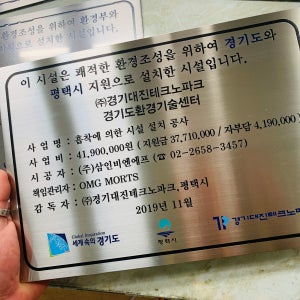 이 시설은 쾌적한 환경조성을 위하여 경기도와
평택시 지원으로 설치한 시설입니다.
㈜경기대진테크노파크
경기도환경기술센터
사 업 명 : 흡착에 의한 시설 설치 공사
사 업 비 : 41,900,000원 (지원금 37,710,000 / 자부담 4,190,000)
시 공 자 : (주)삼인비엔에프(☎ 02-2658-3457)
책임관리자 : OMG MORTS
감 독 자 : (주)경기대진테크노파크, 평택시
2019년 11월
Global Inspiration
세계속의 경기도
평택시
경기대진테크노파크